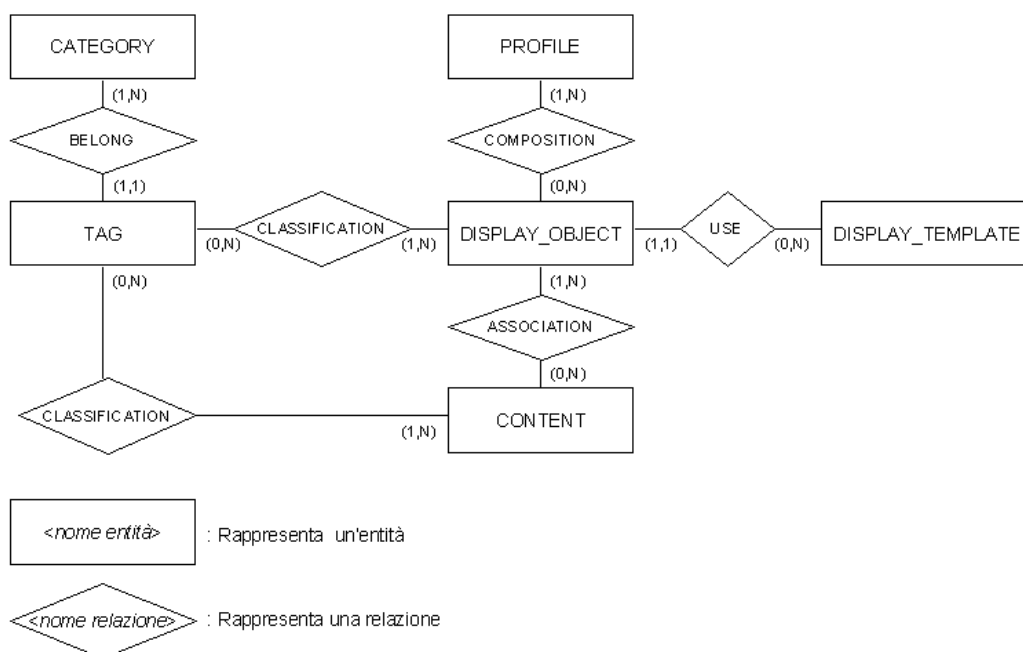 CATEGORY
PROFILE
(1,N)
(1,N)
BELONG
COMPOSITION
(1,1)
(0,N)
TAG
(0,N)
CLASSIFICATION
(1,N)
DISPLAY_OBJECT
(1,1)
USE
(0,N)
DISPLAY_TEMPLATE
(0,N)
(1,N)
ASSOCIATION
(0,N)
CLASSIFICATION
(1,N)
CONTENT
<nome entità> : Rappresenta un'entità
<nome relazione> : Rappresenta una relazione